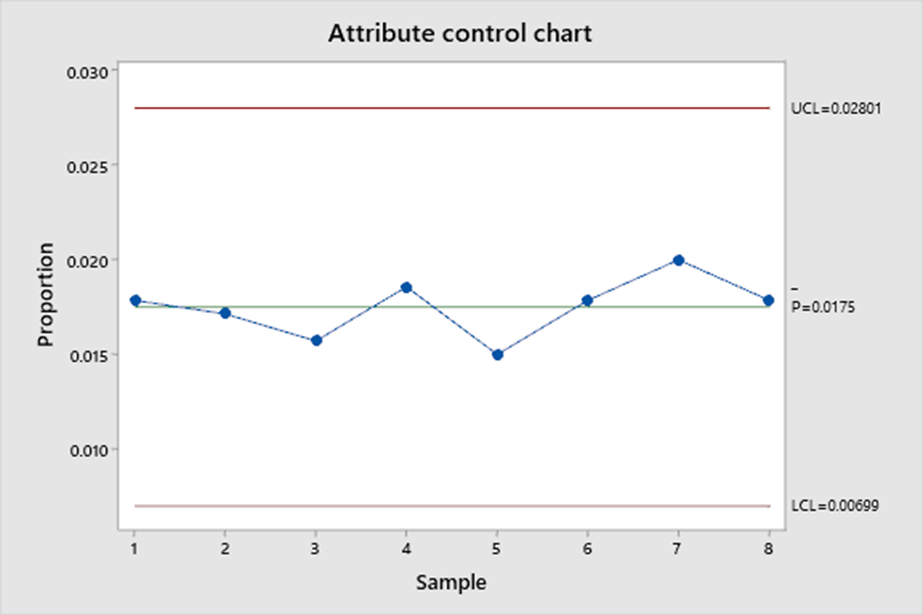 Attribute control chart
0.030
0.025
0.020
0.015
0.010
Proportion
UCL=0.02801
_
P=0.0175
LCL=0.00699
1 2 3 4 5 6 7 8
Sample